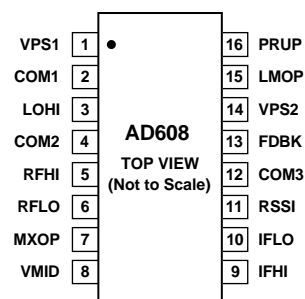 VPS1 1 16 PRUP
COM1 2 15 LMOP
LOHI 3 14 VPS2
COM2 4 13 FDBK
RFHI 5 12 COM3
RFLO 6 11 RSSI
MXOP 7 10 IFLO
VMID 8 9 IFHI
AD608
TOP VIEW
(Not to Scale)